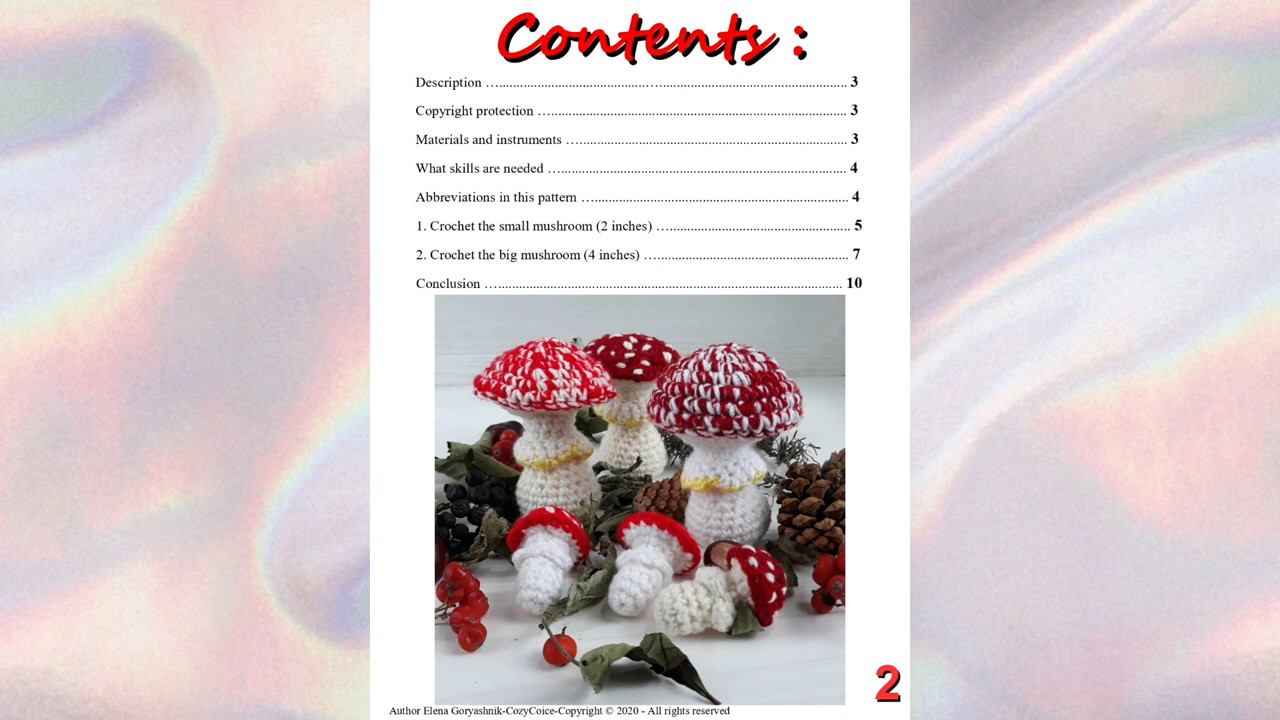 Contents :
Description …............................................…..................................................... 3
Copyright protection …......................................................................................... 3
Materials and instruments …................................................................................ 3
What skills are needed …..................................................................................... 4
Abbreviations in this pattern …............................................................................ 4
1. Crochet the small mushroom (2 inches) …...................................................... 5
2. Crochet the big mushroom (4 inches) …......................................................... 7
Conclusion …....................................................................................................... 10
2
Author Elena Goryashnik-CozyCoice-Copyright © 2020 - All rights reserved